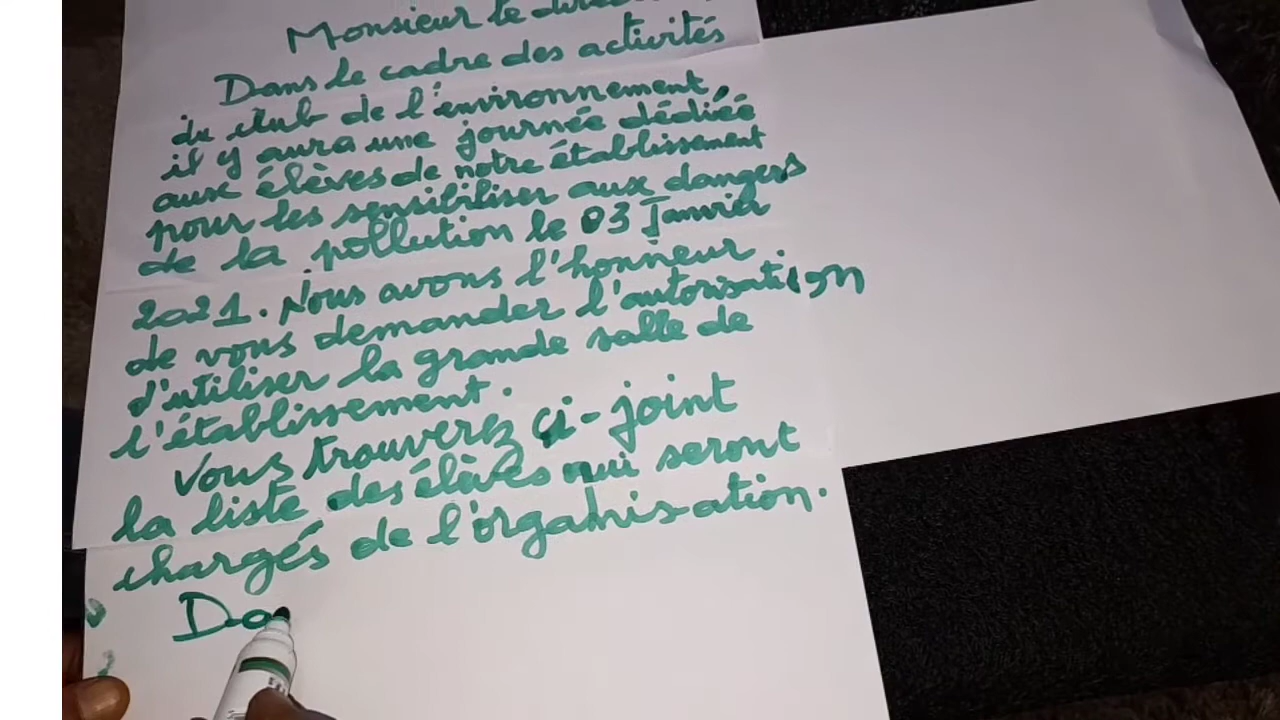 Monsieur le direc
Dans le cadre des activités
du club de l'environnement,
il y aura une journée dédiée
aux élèves de notre établissement
pour les sensibiliser aux dangers
de la pollution le 03 Janvier
2021. Nous avons l'honneur
de vous demander l'autorisation
d'utiliser la grande salle de
l'établissement.
Vous trouverez ci-joint
la liste des élèves qui seront
chargés de l'organisation.
Da